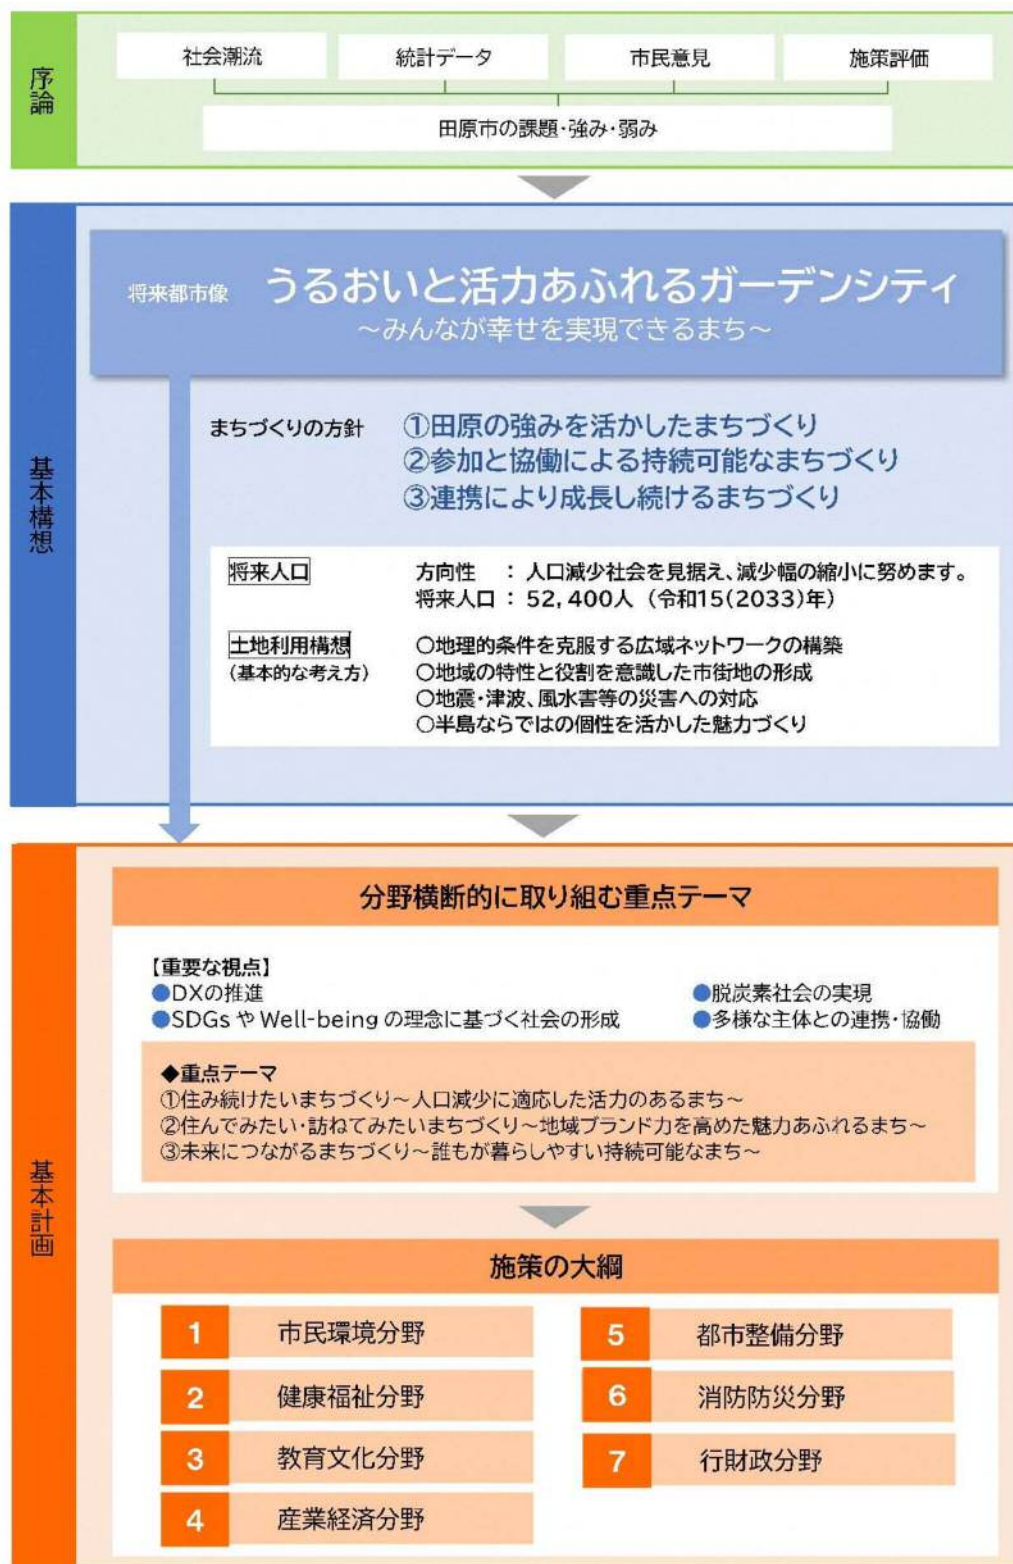 序論
社会潮流
統計データ
市民意見
施策評価
田原市の課題・強み・弱み
基本構想
将来都市像 うるおいと活力あふれるガーデンシティ
～みんなが幸せを実現できるまち～
まちづくりの方針 ①田原の強みを活かしたまちづくり
②参加と協働による持続可能なまちづくり
③連携により成長し続けるまちづくり
将来人口 方向性 ： 人口減少社会を見据え、減少幅の縮小に努めます。
将来人口 ： 52,400人 （令和15(2033)年）
土地利用構想 ○地理的条件を克服する広域ネットワークの構築
（基本的な考え方） ○地域の特性と役割を意識した市街地の形成
○地震・津波、風水害等の災害への対応
○半島ならではの個性を活かした魅力づくり
基本計画
分野横断的に取り組む重点テーマ
【重要な視点】
●DXの推進 ●脱炭素社会の実現
●SDGs や Well-being の理念に基づく社会の形成 ●多様な主体との連携・協働
◆重点テーマ
①住み続けたいまちづくり～人口減少に適応した活力のあるまち～
②住んでみたい・訪ねてみたいまちづくり～地域ブランド力を高めた魅力あふれるまち～
③未来につながるまちづくり～誰もが暮らしやすい持続可能なまち～
施策の大綱
1 市民環境分野
2 健康福祉分野
3 教育文化分野
4 産業経済分野
5 都市整備分野
6 消防防災分野
7 行財政分野